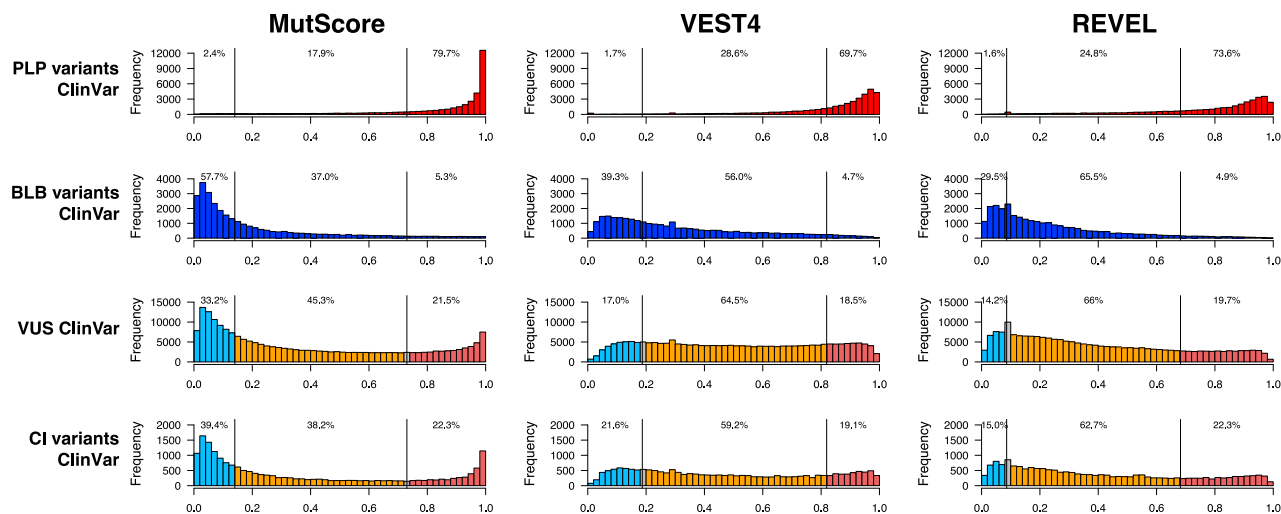 MutScore VEST4 REVEL
PLP variants
ClinVar
Frequency
12000
9000
6000
3000
0
2.4% 17.9% 79.7%
0.0 0.2 0.4 0.6 0.8 1.0
Frequency
12000
9000
6000
3000
0
1.7% 28.6% 69.7%
0.0 0.2 0.4 0.6 0.8 1.0
Frequency
12000
9000
6000
3000
0
1.6% 24.8% 73.6%
0.0 0.2 0.4 0.6 0.8 1.0
BLB variants
ClinVar
Frequency
4000
3000
2000
1000
0
57.7% 37.0% 5.3%
0.0 0.2 0.4 0.6 0.8 1.0
Frequency
4000
3000
2000
1000
0
39.3% 56.0% 4.7%
0.0 0.2 0.4 0.6 0.8 1.0
Frequency
4000
3000
2000
1000
0
29.5% 65.5% 4.9%
0.0 0.2 0.4 0.6 0.8 1.0
VUS ClinVar
Frequency
15000
10000
5000
0
33,2% 45.3% 21.5%
0.0 0.2 0.4 0.6 0.8 1.0
Frequency
15000
10000
5000
0
17.0% 64.5% 18.5%
0.0 0.2 0.4 0.6 0.8 1.0
Frequency
15000
10000
5000
0
14.2% 66% 19.7%
0.0 0.2 0.4 0.6 0.8 1.0
CI variants
ClinVar
Frequency
2000
1500
1000
500
0
39,4% 38,2% 22,3%
0.0 0.2 0.4 0.6 0.8 1.0
Frequency
2000
1500
1000
500
0
21,6% 59.2% 19,1%
0.0 0.2 0.4 0.6 0.8 1.0
Frequency
2000
1500
1000
500
0
15,0% 62,7% 22,3%
0.0 0.2 0.4 0.6 0.8 1.0